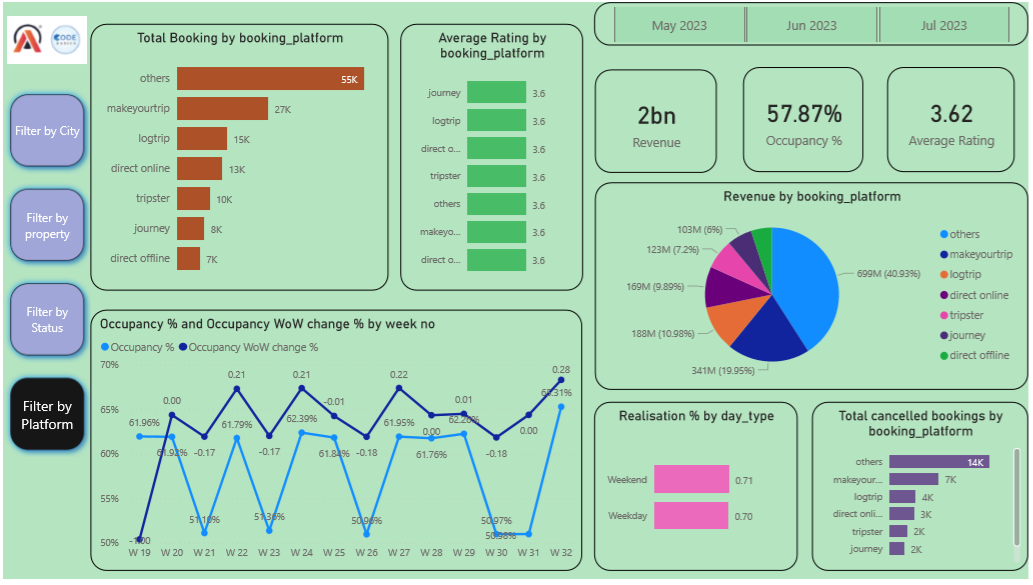 CODE
BASICS
Filter by City
Filter by
property
Filter by
Status
Filter by
Platform
Total Booking by booking_platform
others 55K
makeyourtrip 27K
logtrip 15K
direct online 13K
tripster 10K
journey 8K
direct offline 7K
Average Rating by
booking_platform
journey 3.6
logtrip 3.6
direct o... 3.6
tripster 3.6
others 3.6
makeyo... 3.6
direct o... 3.6
May 2023 Jun 2023 Jul 2023
2bn
Revenue
57.87%
Occupancy %
3.62
Average Rating
Revenue by booking_platform
103M (6%)
123M (7.2%)
169M (9.89%)
188M (10.98%)
341M (19.95%)
699M (40.93%)
others
makeyourtrip
logtrip
direct online
tripster
journey
direct offline
Occupancy % and Occupancy WoW change % by week no
Occupancy % Occupancy WoW change %
70%
65%
60%
55%
50%
0.00 0.21 0.21 -0.01 0.22 0.01 0.28
61.96% 61.79% 62.39% 61.95% 62.26% 65.31%
61.92% -0.17 -0.17 61.84% -0.18 0.00 61.76% -0.18 0.00
-1.00 51.10% 51.36% 50.96% 50.97% 50.98%
W 19 W 20 W 21 W 22 W 23 W 24 W 25 W 26 W 27 W 28 W 29 W 30 W 31 W 32
Realisation % by day_type
Weekend 0.71
Weekday 0.70
Total cancelled bookings by
booking_platform
others 14K
makeyour... 7K
logtrip 4K
direct onli... 3K
tripster 2K
journey 2K